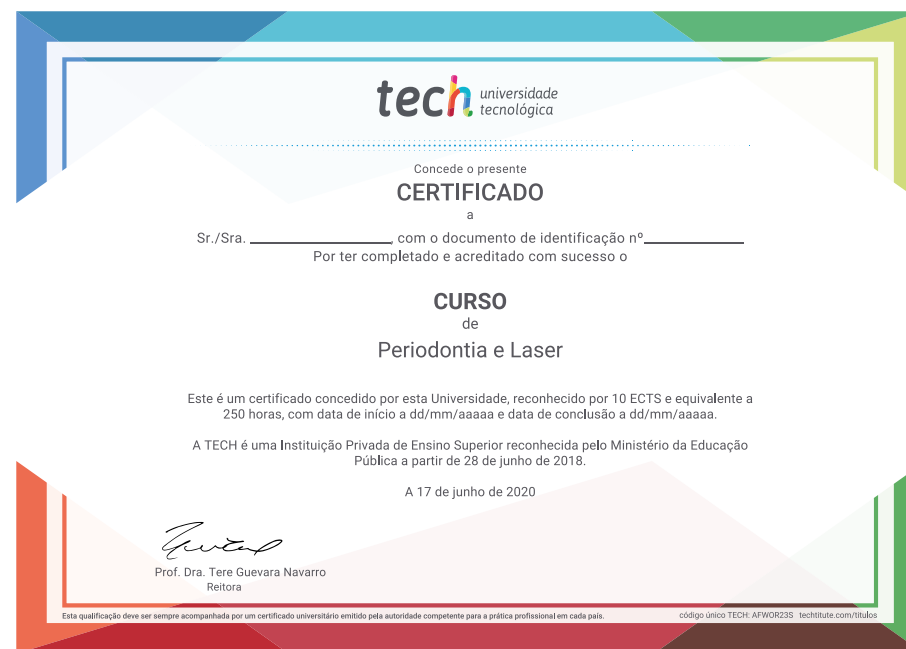 tech universidade
tecnológica
Concede o presente
CERTIFICADO
a
Sr./Sra. ________________, com o documento de identificação nº____________
Por ter completado e acreditado com sucesso o
CURSO
de
Periodontia e Laser
Este é um certificado concedido por esta Universidade, reconhecido por 10 ECTS e equivalente a
250 horas, com data de início a dd/mm/aaaaa e data de conclusão a dd/mm/aaaaa.
A TECH é uma Instituição Privada de Ensino Superior reconhecida pelo Ministério da Educação
Pública a partir de 28 de junho de 2018.
A 17 de junho de 2020
Prof. Dra. Tere Guevara Navarro
Reitora
Esta qualificação deve ser sempre acompanhada por um certificado universitário emitido pela autoridade competente para a prática profissional em cada país.
código único TECH: AFWOR23S techtitute.com/titulos